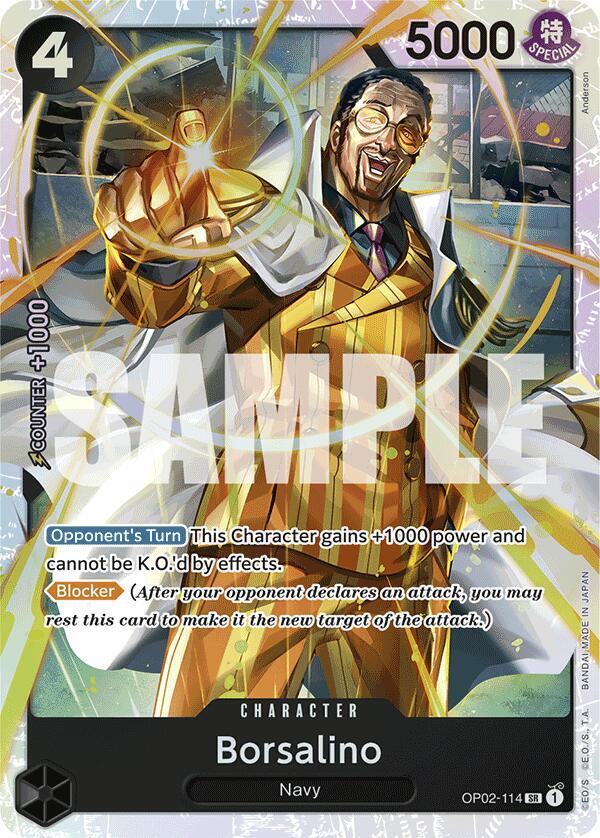 4
5000
特
SPECIAL
Anderson
COUNTER +1000
SAMPLE
Opponent's Turn This Character gains +1000 power and
cannot be K.O.'d by effects.
Blocker (After your opponent declares an attack, you may
rest this card to make it the new target of the attack.)
©E.O/S ©E.O./S., T.A. BANDAI MADE IN JAPAN
CHARACTER
Borsalino
Navy
OP02-114 SR 1